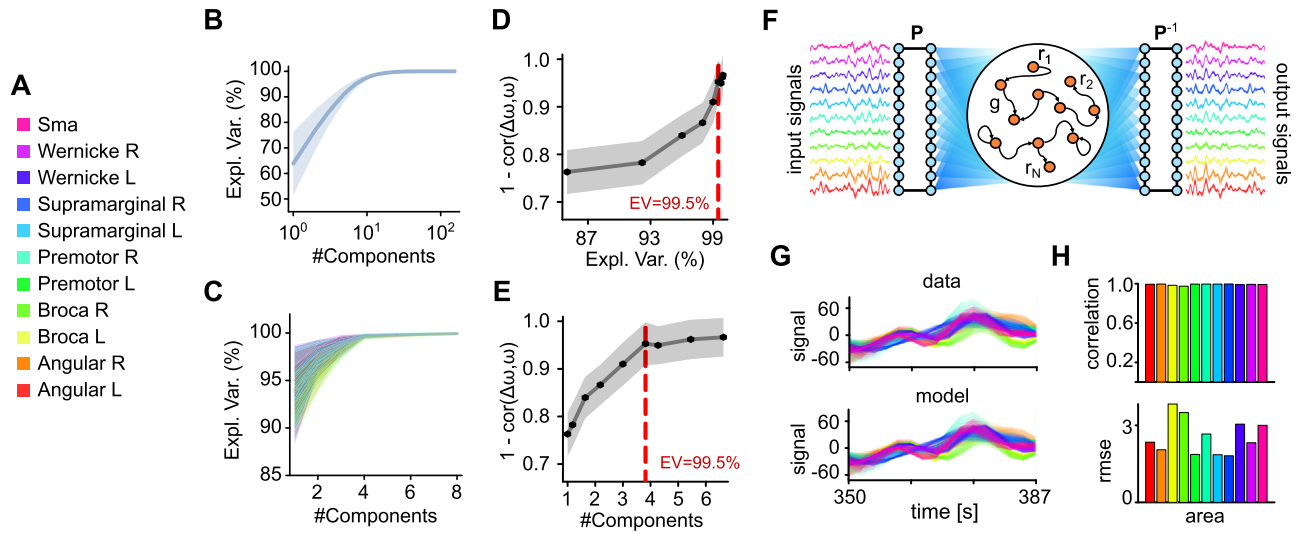 A
Sma
Wernicke R
Wernicke L
Supramarginal R
Supramarginal L
Premotor R
Premotor L
Broca R
Broca L
Angular R
Angular L
B
Expl. Var. (%)
100
90
80
70
60
50
10⁰
10¹
10²
#Components
C
Expl. Var. (%)
100
95
90
85
2
4
6
8
#Components
D
1 - cor(Δω,ω)
1.0
0.9
0.8
0.7
EV=99.5%
87
93
99
Expl. Var. (%)
E
1 - cor(Δω,ω)
1.0
0.9
0.8
0.7
EV=99.5%
1
2
3
4
5
6
#Components
F
input signals
P
r₁
r₂
g
r_N
P⁻¹
output signals
G
data
signal
60
0
-60
model
signal
60
0
-60
350
387
time [s]
H
correlation
1.0
0.6
0.2
rmse
3
0
area